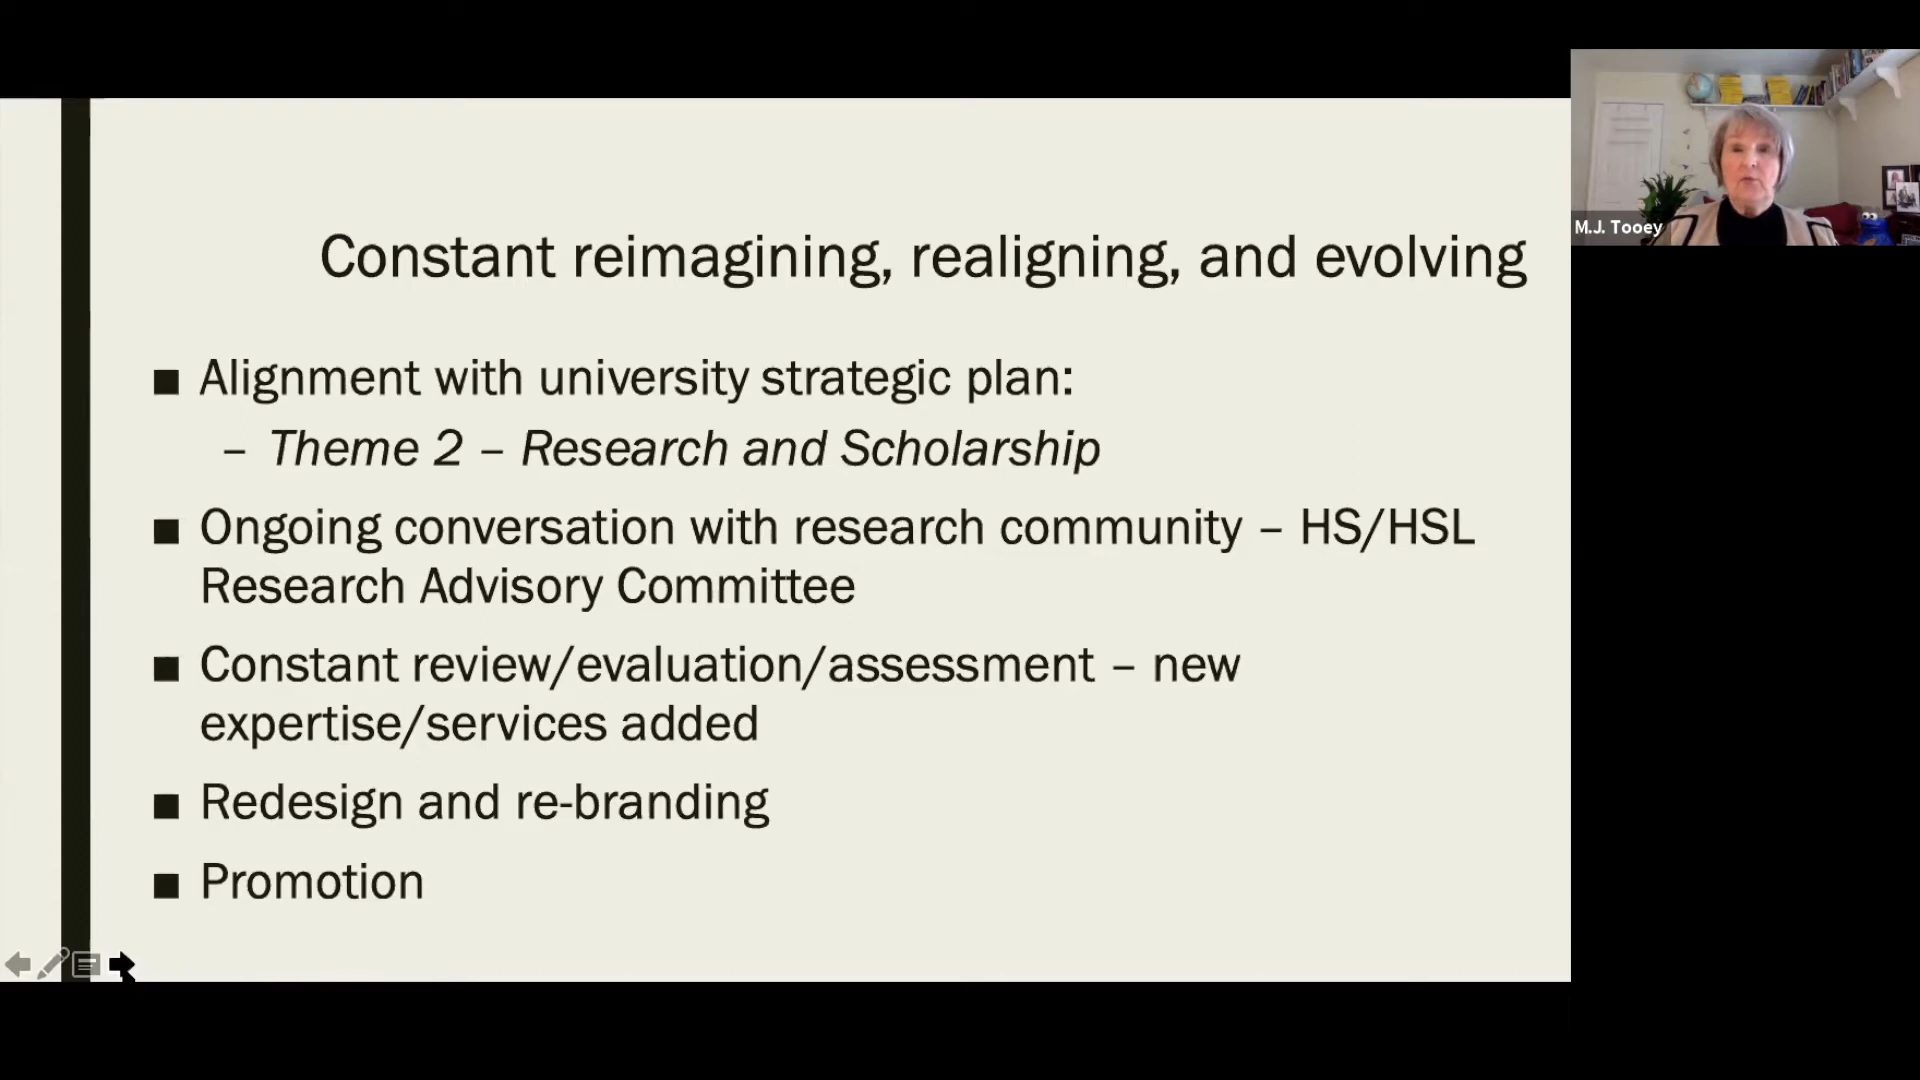 Constant reimagining, realigning, and evolving
■ Alignment with university strategic plan:
– Theme 2 – Research and Scholarship
■ Ongoing conversation with research community – HS/HSL
Research Advisory Committee
■ Constant review/evaluation/assessment – new
expertise/services added
■ Redesign and re-branding
■ Promotion
M.J. Tooey